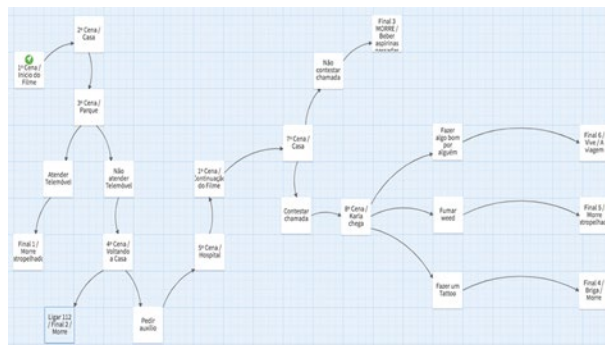 2ª Cena /
Casa
1ª Cena /
Inicio do
Filme
3ª Cena /
Parque
Atender
Telemóvel
Não
atender
Telemóvel
Final 1 /
Morre
atropelhado
4ª Cena /
Voltando
a Casa
Ligar 112
/ Final 2 /
Morre
Pedir
auxilio
5ª Cena /
Hospital
1ª Cena /
Continuação
do Filme
7ª Cena /
Casa
Não
contestar
chamada
Final 3
MORRE /
Beber
aspirinas
Contestar
chamada
8ª Cena /
Karla
chega
Fazer
algo bom
por
alguém
Final 6 /
Vive / A
viagem
Fumar
weed
Final 5 /
Morre
Fazer um
Tattoo
Final 4 /
Briga /
Morre